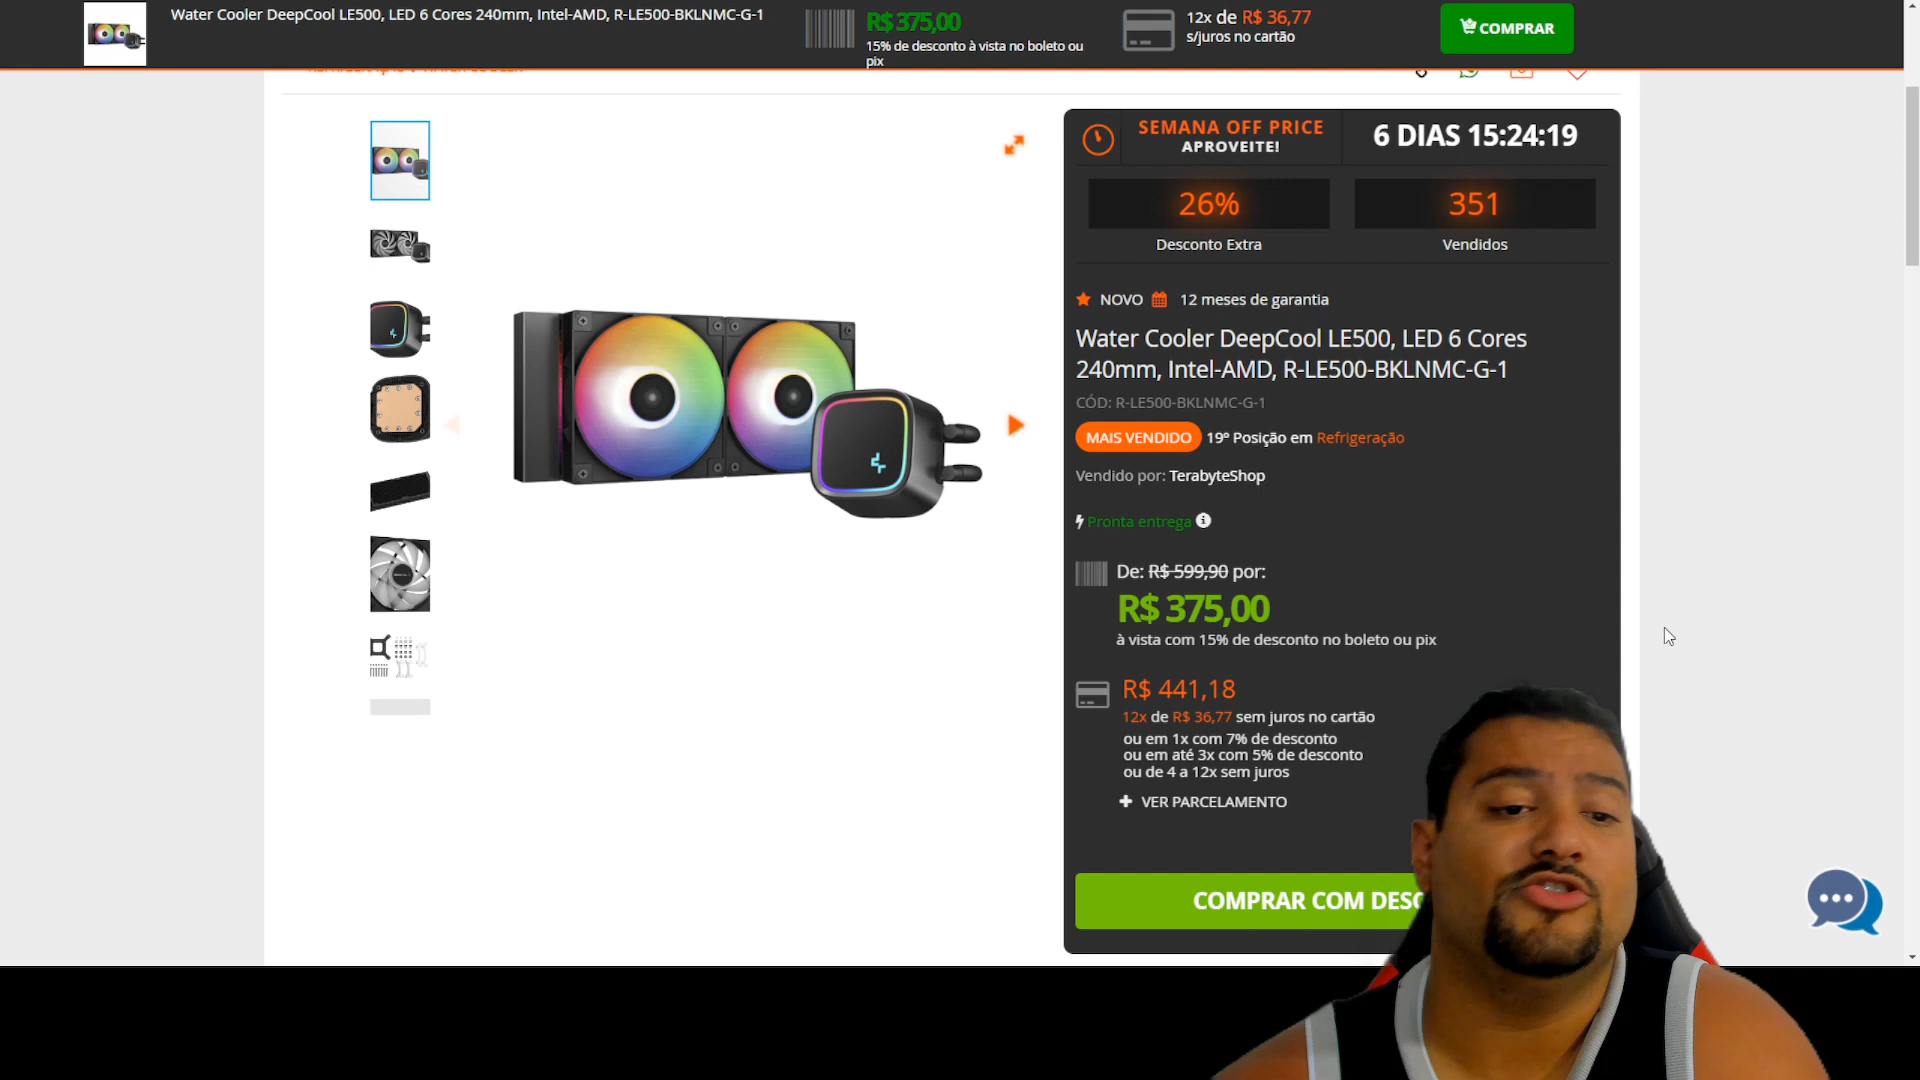 Water Cooler DeepCool LE500, LED 6 Cores 240mm, Intel-AMD, R-LE500-BKLNMC-G-1
R$ 375,00
15% de desconto à vista no boleto ou
pix
12x de R$ 36,77
s/juros no cartão
COMPRAR
SEMANA OFF PRICE
APROVEITE!
6 DIAS 15:24:19
26%
Desconto Extra
351
Vendidos
NOVO 12 meses de garantia
Water Cooler DeepCool LE500, LED 6 Cores
240mm, Intel-AMD, R-LE500-BKLNMC-G-1
CÓD: R-LE500-BKLNMC-G-1
MAIS VENDIDO 19º Posição em Refrigeração
Vendido por: TerabyteShop
Pronta entrega
De: R$ 599,90 por:
R$ 375,00
à vista com 15% de desconto no boleto ou pix
R$ 441,18
12x de R$ 36,77 sem juros no cartão
ou em 1x com 7% de desconto
ou em até 3x com 5% de desconto
ou de 4 a 12x sem juros
+ VER PARCELAMENTO
COMPRAR COM DESC